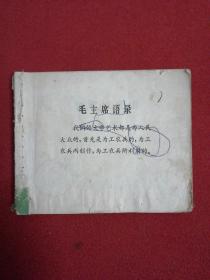 毛主席语录
我们的文学艺术都是为人民
大众的,首先是为工农兵的,为工
农兵而创作,为工农兵所利用的。